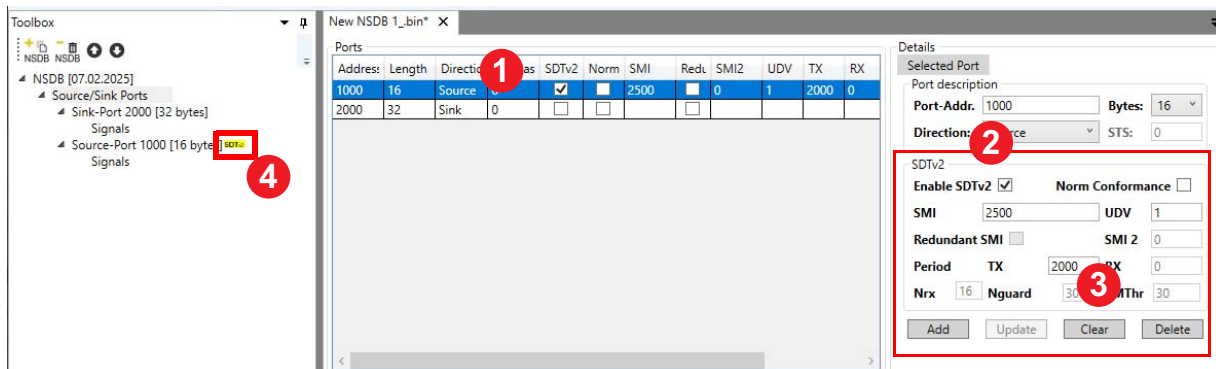 Toolbox
NSDB NSDB
NSDB [07.02.2025]
Source/Sink Ports
Sink-Port 2000 [32 bytes]
Signals
Source-Port 1000 [16 byte ] SDTv2
Signals
4
New NSDB 1_.bin*
Ports
Address Length Directio 1 as SDTv2 Norm SMI Redu SMI2 UDV TX RX
1000 16 Source 0 2500 0 1 2000 0
2000 32 Sink 0
Details
Selected Port
Port description
Port-Addr. 1000 Bytes: 16
Direction: 2 rce STS: 0
SDTv2
Enable SDTv2 Norm Conformance
SMI 2500 UDV 1
Redundant SMI SMI 2 0
Period TX 2000 RX 0
Nrx 16 Nguard 30 3 MThr 30
Add Update Clear Delete